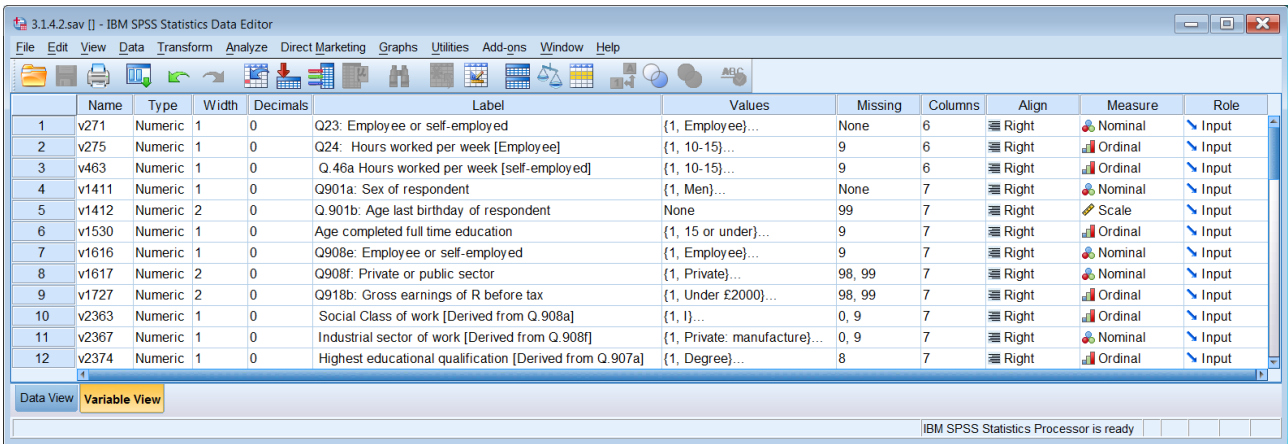 3.1.4.2.sav [] - IBM SPSS Statistics Data Editor
File Edit View Data Transform Analyze Direct Marketing Graphs Utilities Add-ons Window Help
Name Type Width Decimals Label Values Missing Columns Align Measure Role
1 v271 Numeric 1 0 Q23: Employee or self-employed {1, Employee}... None 6 Right Nominal Input
2 v275 Numeric 1 0 Q24: Hours worked per week [Employee] {1, 10-15}... 9 6 Right Ordinal Input
3 v463 Numeric 1 0 Q.46a Hours worked per week [self-employed] {1, 10-15}... 9 6 Right Ordinal Input
4 v1411 Numeric 1 0 Q901a: Sex of respondent {1, Men}... None 7 Right Nominal Input
5 v1412 Numeric 2 0 Q.901b: Age last birthday of respondent None 99 7 Right Scale Input
6 v1530 Numeric 1 0 Age completed full time education {1, 15 or under}... 9 7 Right Ordinal Input
7 v1616 Numeric 1 0 Q908e: Employee or self-employed {1, Employee}... 9 7 Right Nominal Input
8 v1617 Numeric 2 0 Q908f: Private or public sector {1, Private}... 98, 99 7 Right Nominal Input
9 v1727 Numeric 2 0 Q918b: Gross earnings of R before tax {1, Under £2000}... 98, 99 7 Right Ordinal Input
10 v2363 Numeric 1 0 Social Class of work [Derived from Q.908a] {1, I}... 0, 9 7 Right Ordinal Input
11 v2367 Numeric 1 0 Industrial sector of work [Derived from Q.908f] {1, Private: manufacture}... 0, 9 7 Right Nominal Input
12 v2374 Numeric 1 0 Highest educational qualification [Derived from Q.907a] {1, Degree}... 8 7 Right Ordinal Input
Data View Variable View
IBM SPSS Statistics Processor is ready